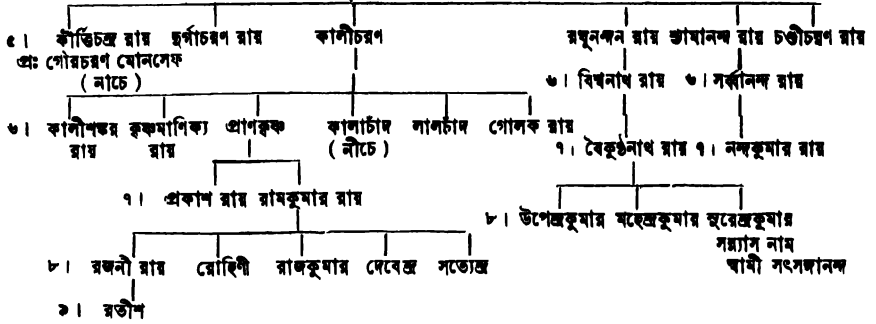 ৫। কীর্ত্তিচন্দ্র রায় দুর্গাচরণ রায় কালীচরণ রঘুনন্দন রায় শ্যামানন্দ রায় চণ্ডীচরণ রায়
প্রঃ গৌরচরণ মোনসেফ
( নীচে )
৬। বিশ্বনাথ রায় ৬। সর্ব্বানন্দ রায়
৬। কালীশঙ্কর কৃষ্ণমাণিক্য প্রাণকৃষ্ণ কালাচাঁদ লালচাঁদ গোলক রায়
রায় রায় ( নীচে )
৭। বৈকুণ্ঠনাথ রায় ৭। নন্দকুমার রায়
৭। প্রকাশ রায় রামকুমার রায়
৮। উপেন্দ্রকুমার মহেন্দ্রকুমার সুরেন্দ্রকুমার
সন্ন্যাস নাম
স্বামী সৎসঙ্গানন্দ
৮। রজনী রায় রোহিণী রাজকুমার দেবেন্দ্র সত্যেন্দ্র
৯। রতীশ